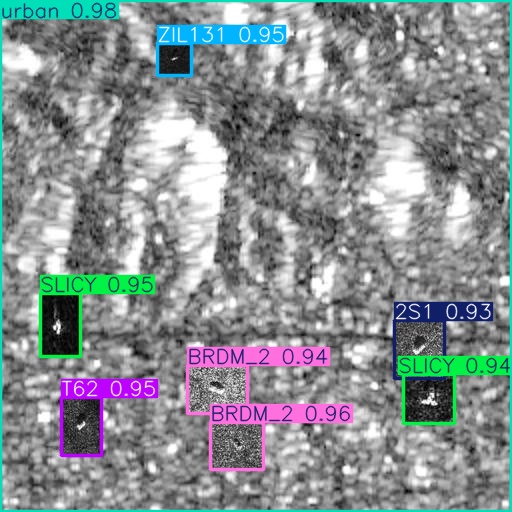 urban 0.98
ZIL131 0.95
SLICY 0.95
2S1 0.93
BRDM_2 0.94
SLICY 0.94
T62 0.95
BRDM_2 0.96